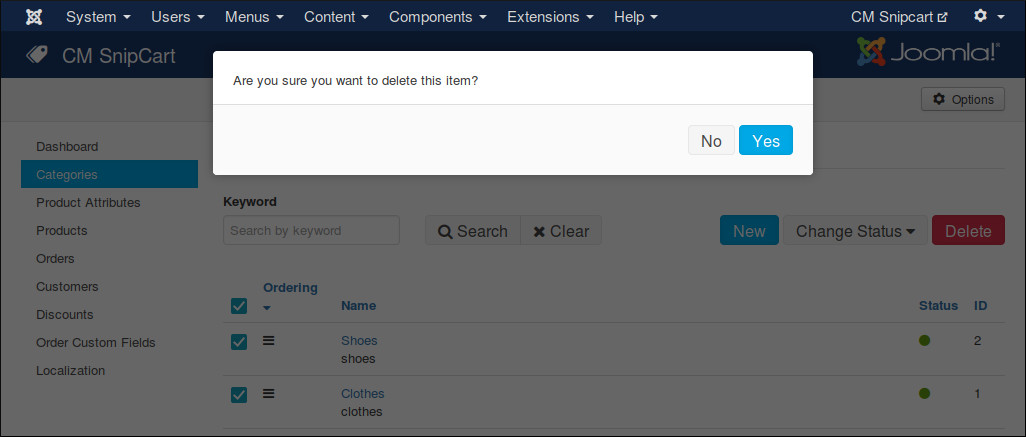 System Users Menus Content Components Extensions Help CM Snipcart
CM SnipCart Joomla!®
Are you sure you want to delete this item?
No Yes
Options
Dashboard
Categories
Product Attributes
Products
Orders
Customers
Discounts
Order Custom Fields
Localization
Keyword
Search by keyword Search Clear New Change Status Delete
Ordering
Name Status ID
Shoes 2
shoes
Clothes 1
clothes